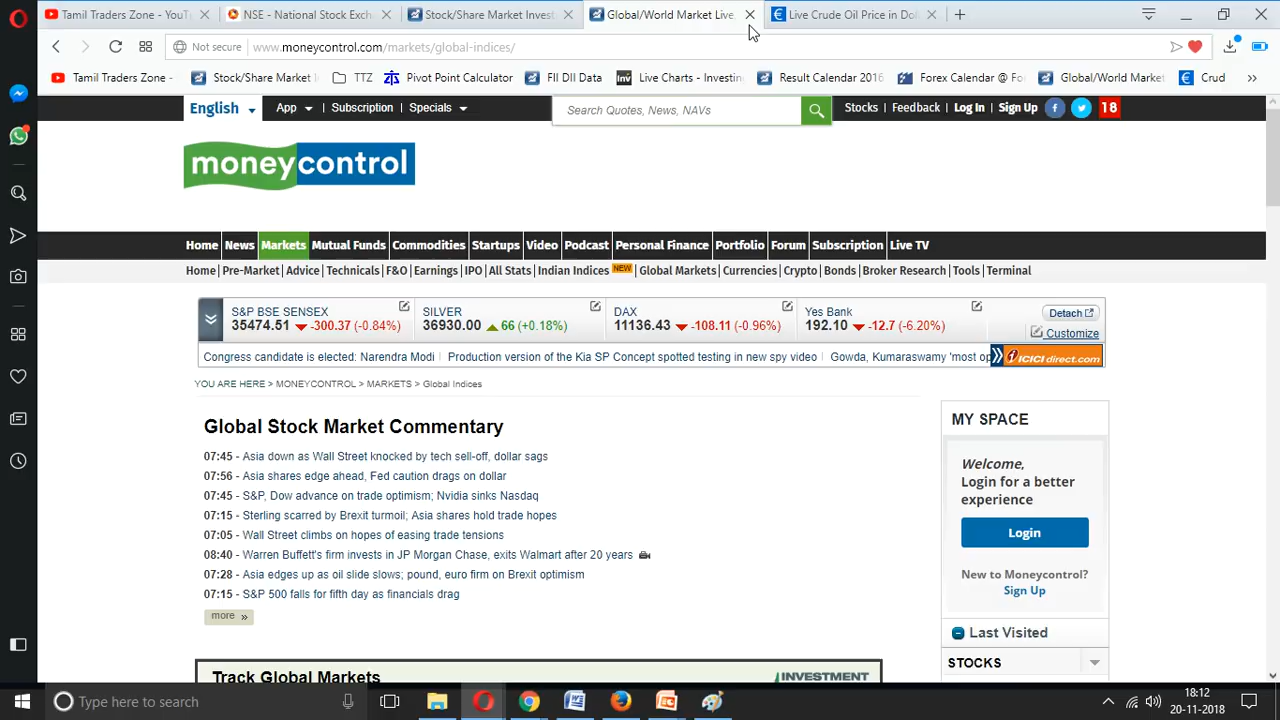 Tamil Traders Zone - YouT
NSE - National Stock Exch
Stock/Share Market Invest
Global/World Market Live
Live Crude Oil Price in Doll
Not secure
www.moneycontrol.com/markets/global-indices/
Tamil Traders Zone -
Stock/Share Market I
TTZ
Pivot Point Calculator
FII DII Data
Live Charts - Investin
Result Calendar 2016
Forex Calendar @ Fo
Global/World Market
Crud
English
App
Subscription
Specials
Search Quotes, News, NAVs
Stocks
Feedback
Log In
Sign Up
18
moneycontrol
Home
News
Markets
Mutual Funds
Commodities
Startups
Video
Podcast
Personal Finance
Portfolio
Forum
Subscription
Live TV
Home | Pre-Market | Advice | Technicals | F&O | Earnings | IPO | All Stats | Indian Indices NEW | Global Markets | Currencies | Crypto | Bonds | Broker Research | Tools | Terminal
S&P BSE SENSEX
35474.51 -300.37 (-0.84%)
SILVER
36930.00 66 (+0.18%)
DAX
11136.43 -108.11 (-0.96%)
Yes Bank
192.10 -12.7 (-6.20%)
Detach
Customize
Congress candidate is elected: Narendra Modi | Production version of the Kia SP Concept spotted testing in new spy video | Gowda, Kumaraswamy 'most op
ICICI direct.com
YOU ARE HERE > MONEYCONTROL > MARKETS > Global Indices
Global Stock Market Commentary
07:45 - Asia down as Wall Street knocked by tech sell-off, dollar sags
07:56 - Asia shares edge ahead, Fed caution drags on dollar
07:45 - S&P, Dow advance on trade optimism; Nvidia sinks Nasdaq
07:15 - Sterling scarred by Brexit turmoil; Asia shares hold trade hopes
07:05 - Wall Street climbs on hopes of easing trade tensions
08:40 - Warren Buffett's firm invests in JP Morgan Chase, exits Walmart after 20 years
07:28 - Asia edges up as oil slide slows; pound, euro firm on Brexit optimism
07:15 - S&P 500 falls for fifth day as financials drag
more »
MY SPACE
Welcome,
Login for a better
experience
Login
New to Moneycontrol?
Sign Up
Last Visited
STOCKS
Track Global Markets
INVESTMENT
Type here to search
18:12
20-11-2018